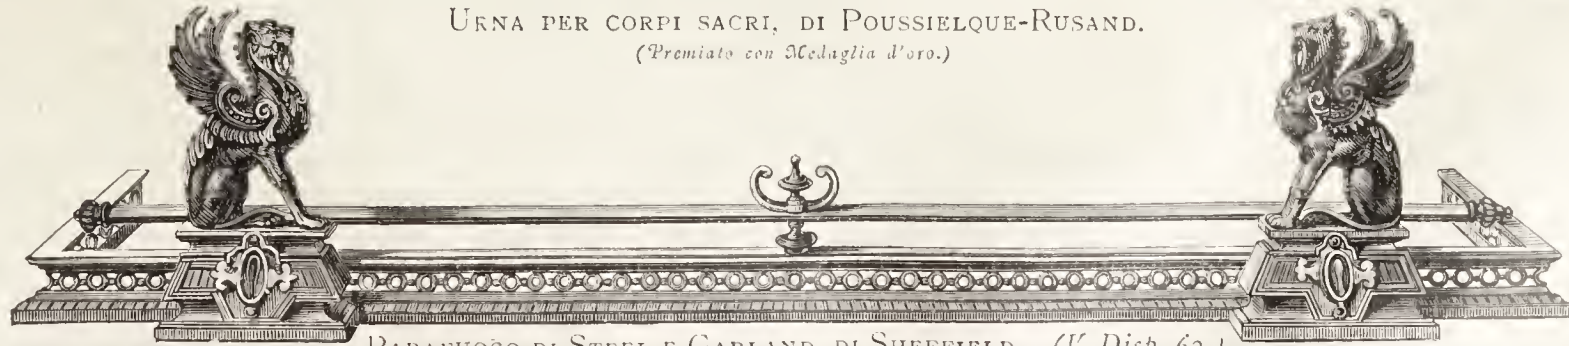 URNA PER CORPI SACRI, DI POUSSIELQUE-RUSAND.
(Premiato con Medaglia d'oro.)
PARAFUOCO DI STEEL E GARLAND, DI SHEFFIELD. (V. Disp. 62.)